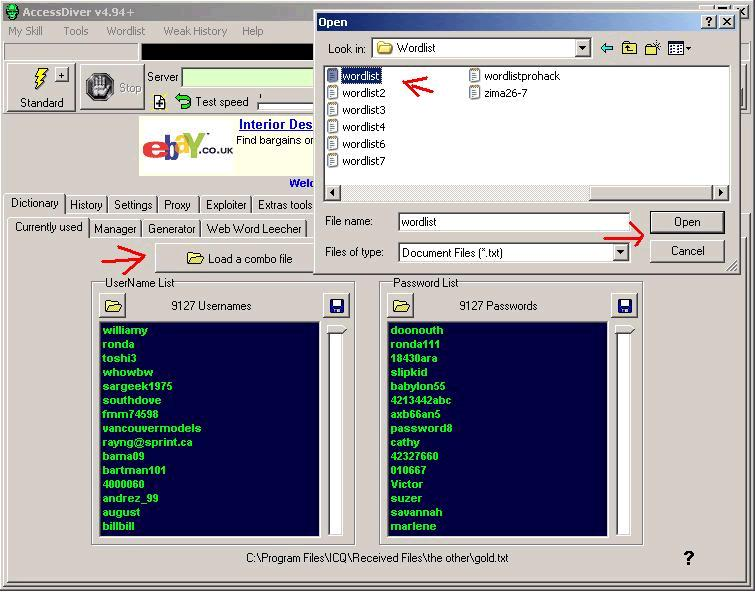 AccessDiver v4.94+
My Skill Tools Wordlist Weak History Help
Standard
+
Stop
Server
Test speed
ebay.co.uk
Interior Des
Find bargains or
Welc
Open
Look in: Wordlist
wordlist
wordlist2
wordlist3
wordlist4
wordlist6
wordlist7
wordlistprohack
zima26-7
File name: wordlist
Open
Files of type: Document Files (*.txt)
Cancel
Dictionary History Settings Proxy Exploiter Extras tools
Currently used Manager Generator Web Word Leecher
Load a combo file
UserName List
9127 Usernames
williamy
ronda
toshi3
whowbw
sargeek1975
southdove
fmm74598
vancouvermodels
rayng@sprint.ca
bama09
bartman101
4000060
andrez_99
august
billbill
Password List
9127 Passwords
doonouth
ronda111
18430ara
slipkid
babylon55
4213442abc
axb66an5
password8
cathy
42327660
010667
Victor
suzer
savannah
marlene
C:\Program Files\ICQ\Received Files\the other\gold.txt
?